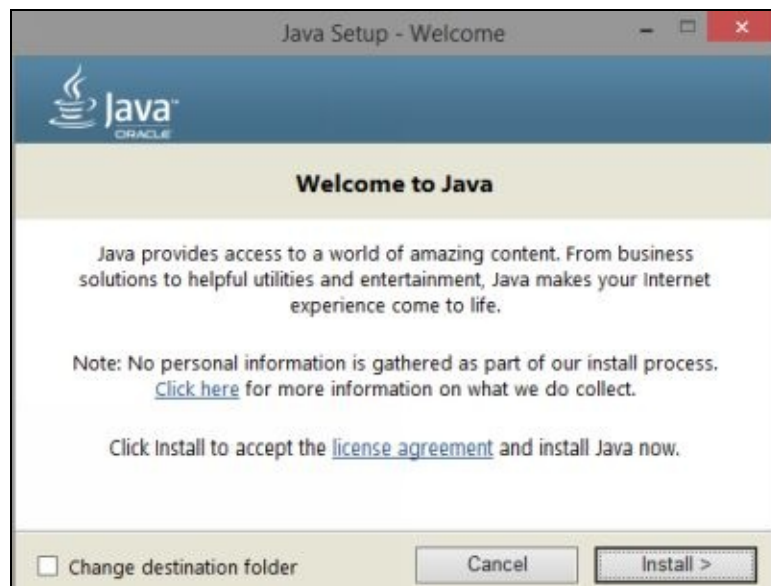 Java Setup - Welcome
Java™
ORACLE
Welcome to Java
Java provides access to a world of amazing content. From business
solutions to helpful utilities and entertainment, Java makes your Internet
experience come to life.
Note: No personal information is gathered as part of our install process.
Click here for more information on what we do collect.
Click Install to accept the license agreement and install Java now.
Change destination folder
Cancel
Install >